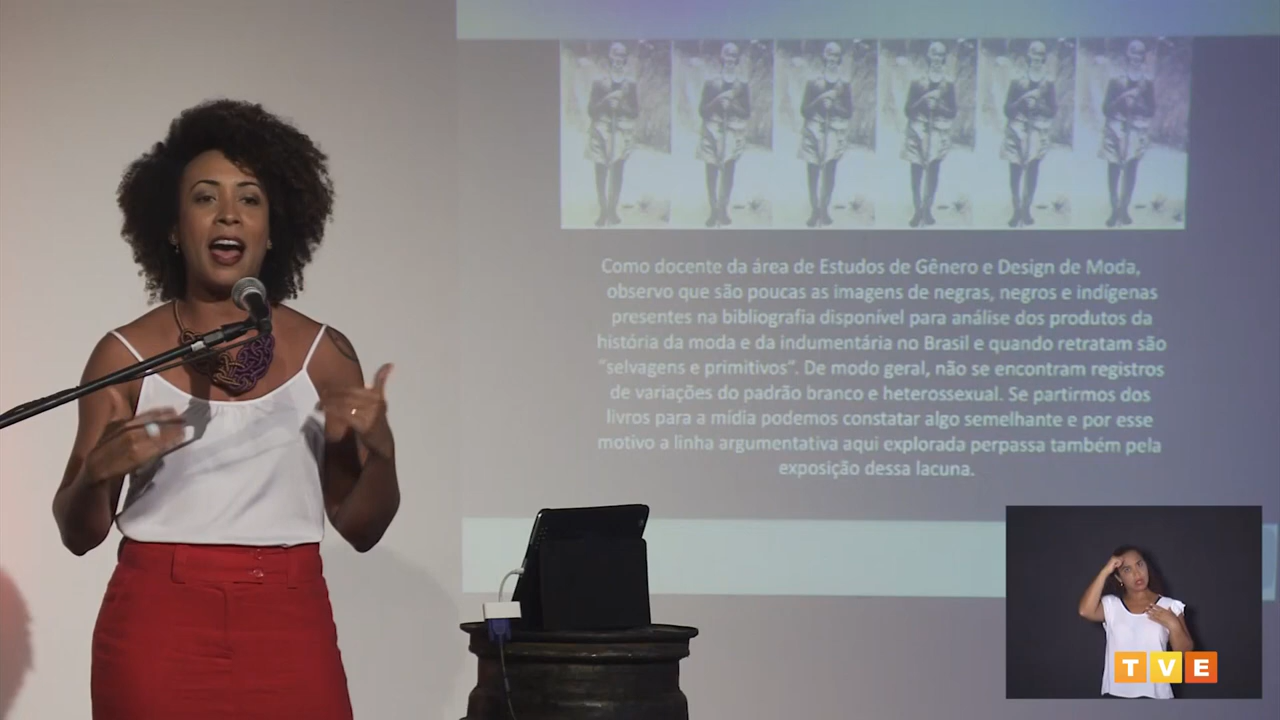 Como docente da área de Estudos de Gênero e Design de Moda,
observo que são poucas as imagens de negras, negros e indígenas
presentes na bibliografia disponível para análise dos produtos da
história da moda e da indumentária no Brasil e quando retratam são
“selvagens e primitivos”. De modo geral, não se encontram registros
de variações do padrão branco e heterossexual. Se partirmos dos
livros para a mídia podemos constatar algo semelhante e por esse
motivo a linha argumentativa aqui explorada perpassa também pela
exposição dessa lacuna.
TVE